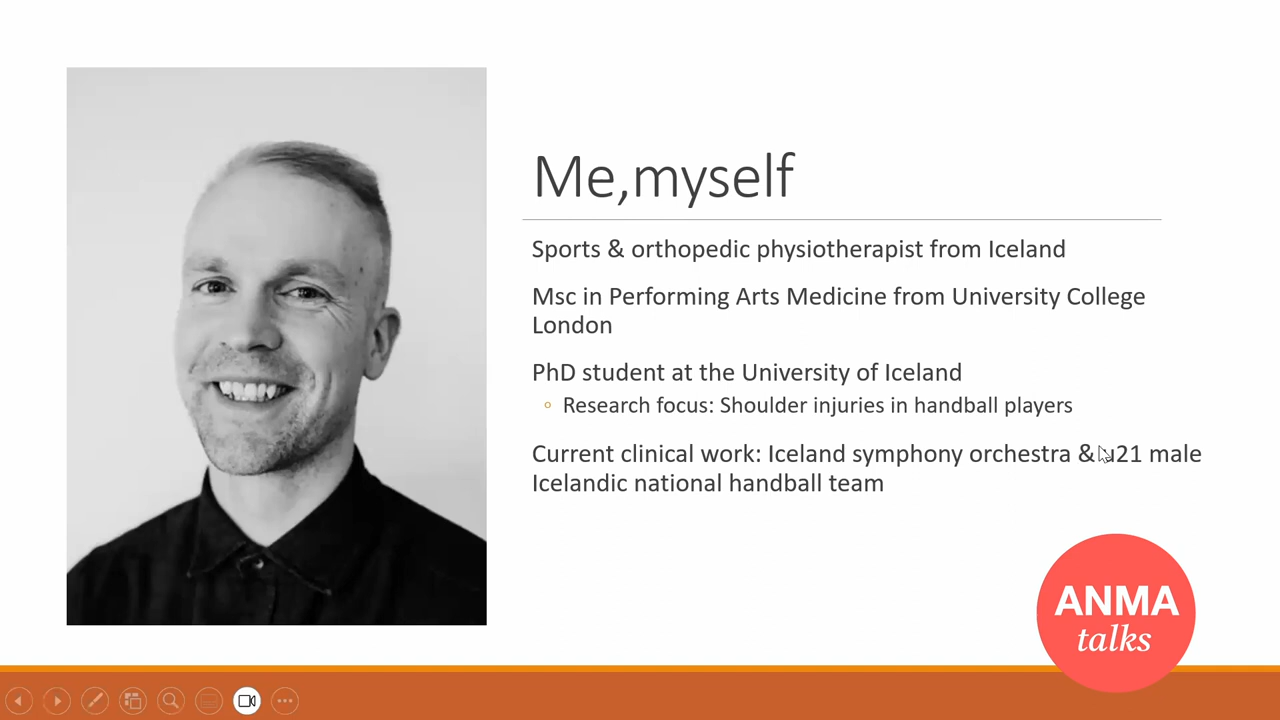 Me,myself
Sports & orthopedic physiotherapist from Iceland
Msc in Performing Arts Medicine from University College
London
PhD student at the University of Iceland
Research focus: Shoulder injuries in handball players
Current clinical work: Iceland symphony orchestra & u21 male
Icelandic national handball team
ANMA
talks